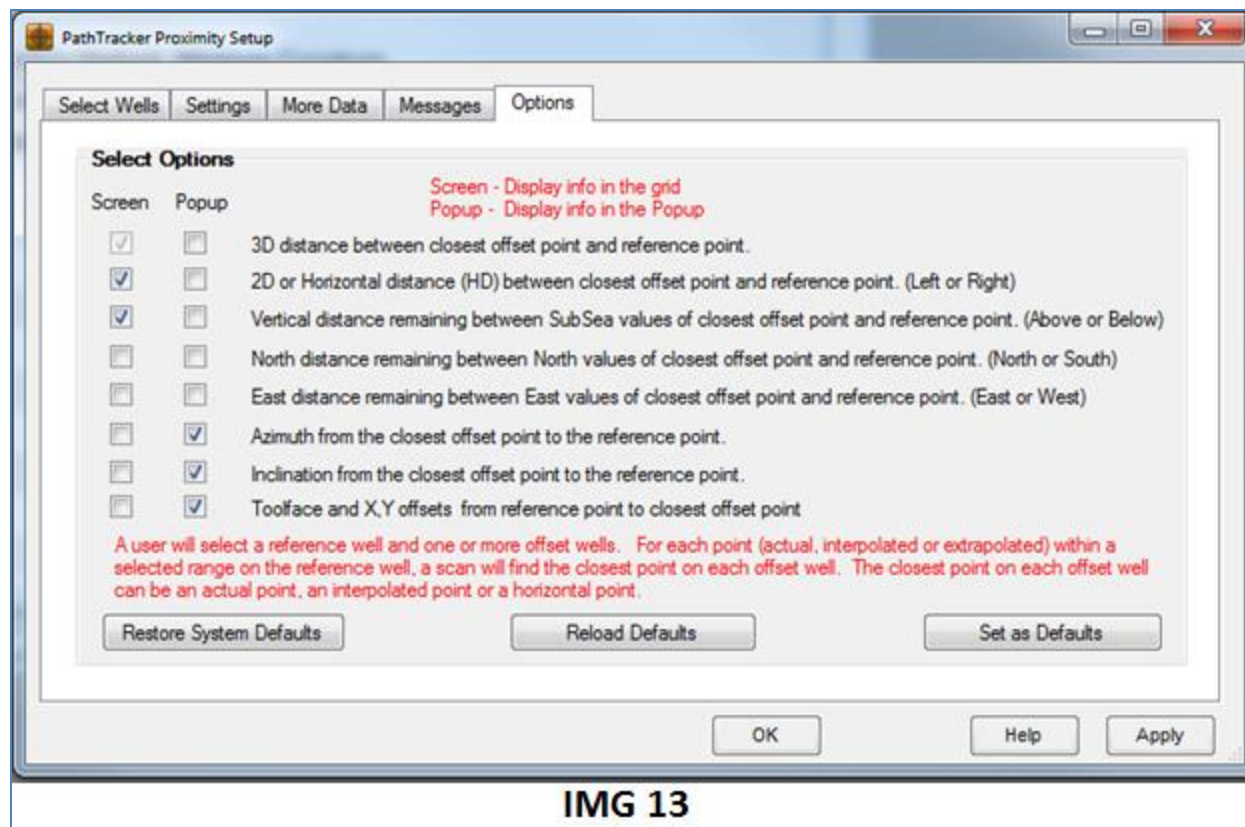 PathTracker Proximity Setup
Select Wells Settings More Data Messages Options
Select Options
Screen Popup
Screen - Display info in the grid
Popup - Display info in the Popup
3D distance between closest offset point and reference point.
2D or Horizontal distance (HD) between closest offset point and reference point. (Left or Right)
Vertical distance remaining between SubSea values of closest offset point and reference point. (Above or Below)
North distance remaining between North values of closest offset point and reference point. (North or South)
East distance remaining between East values of closest offset point and reference point. (East or West)
Azimuth from the closest offset point to the reference point.
Inclination from the closest offset point to the reference point.
Toolface and X,Y offsets from reference point to closest offset point
A user will select a reference well and one or more offset wells. For each point (actual, interpolated or extrapolated) within a
selected range on the reference well, a scan will find the closest point on each offset well. The closest point on each offset well
can be an actual point, an interpolated point or a horizontal point.
Restore System Defaults Reload Defaults Set as Defaults
OK Help Apply
IMG 13